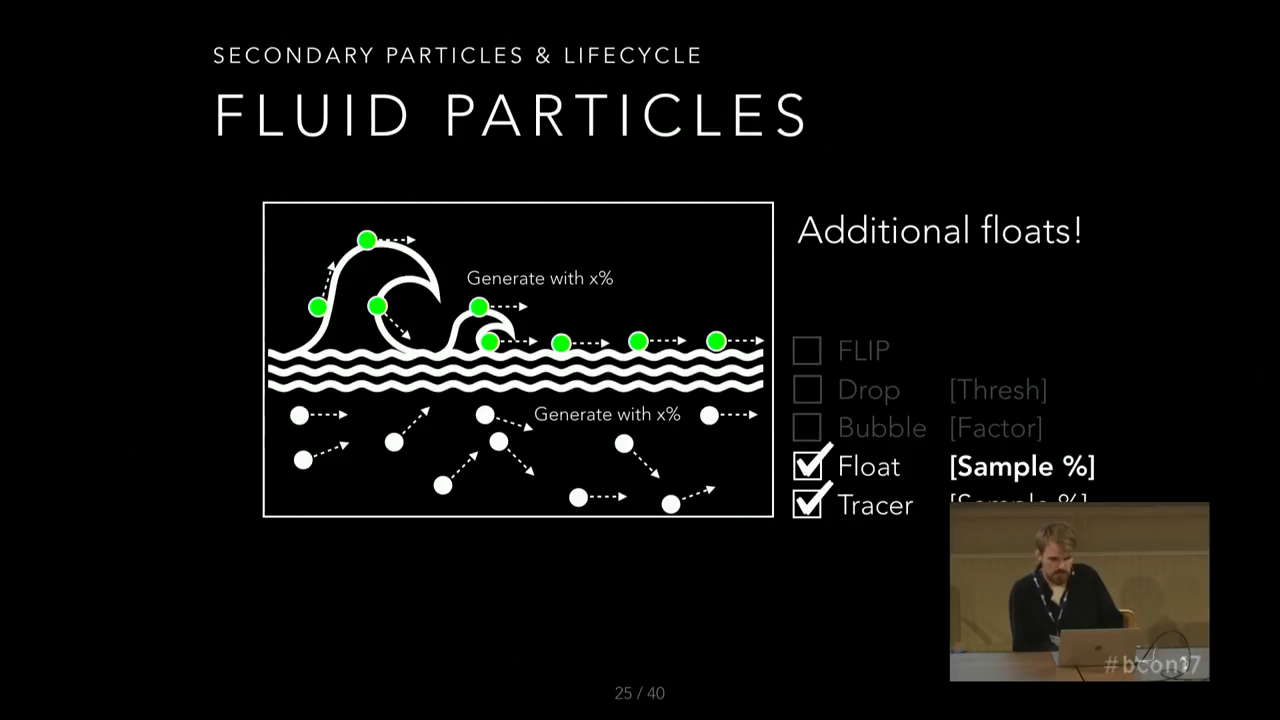 SECONDARY PARTICLES & LIFECYCLE
FLUID PARTICLES
Additional floats!
Generate with x%
Generate with x%
FLIP
Drop [Thresh]
Bubble [Factor]
Float [Sample %]
Tracer [Sample %]
#bcon17
25 / 40